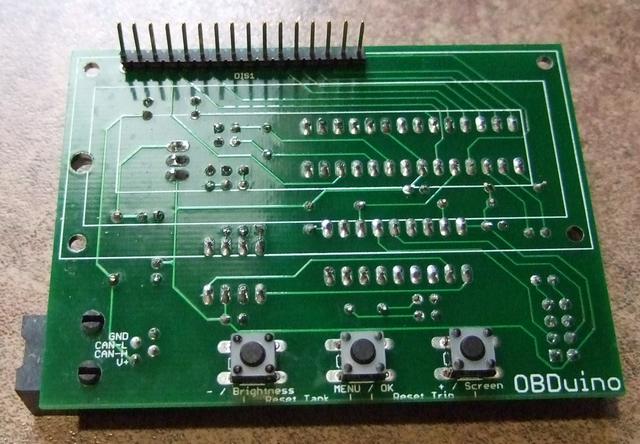 DIS1
GND
CAN-L
CAN-H
V+
- / Brightness MENU / OK + / Screen OBDuino
Reset Tank Reset Trip